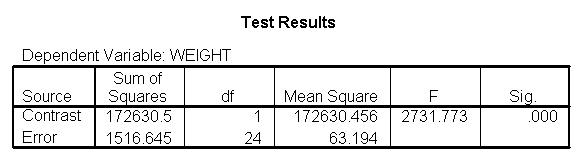 Test Results
Dependent Variable: WEIGHT
Source Sum of Squares df Mean Square F Sig.
Contrast 172630.5 1 172630.456 2731.773 .000
Error 1516.645 24 63.194